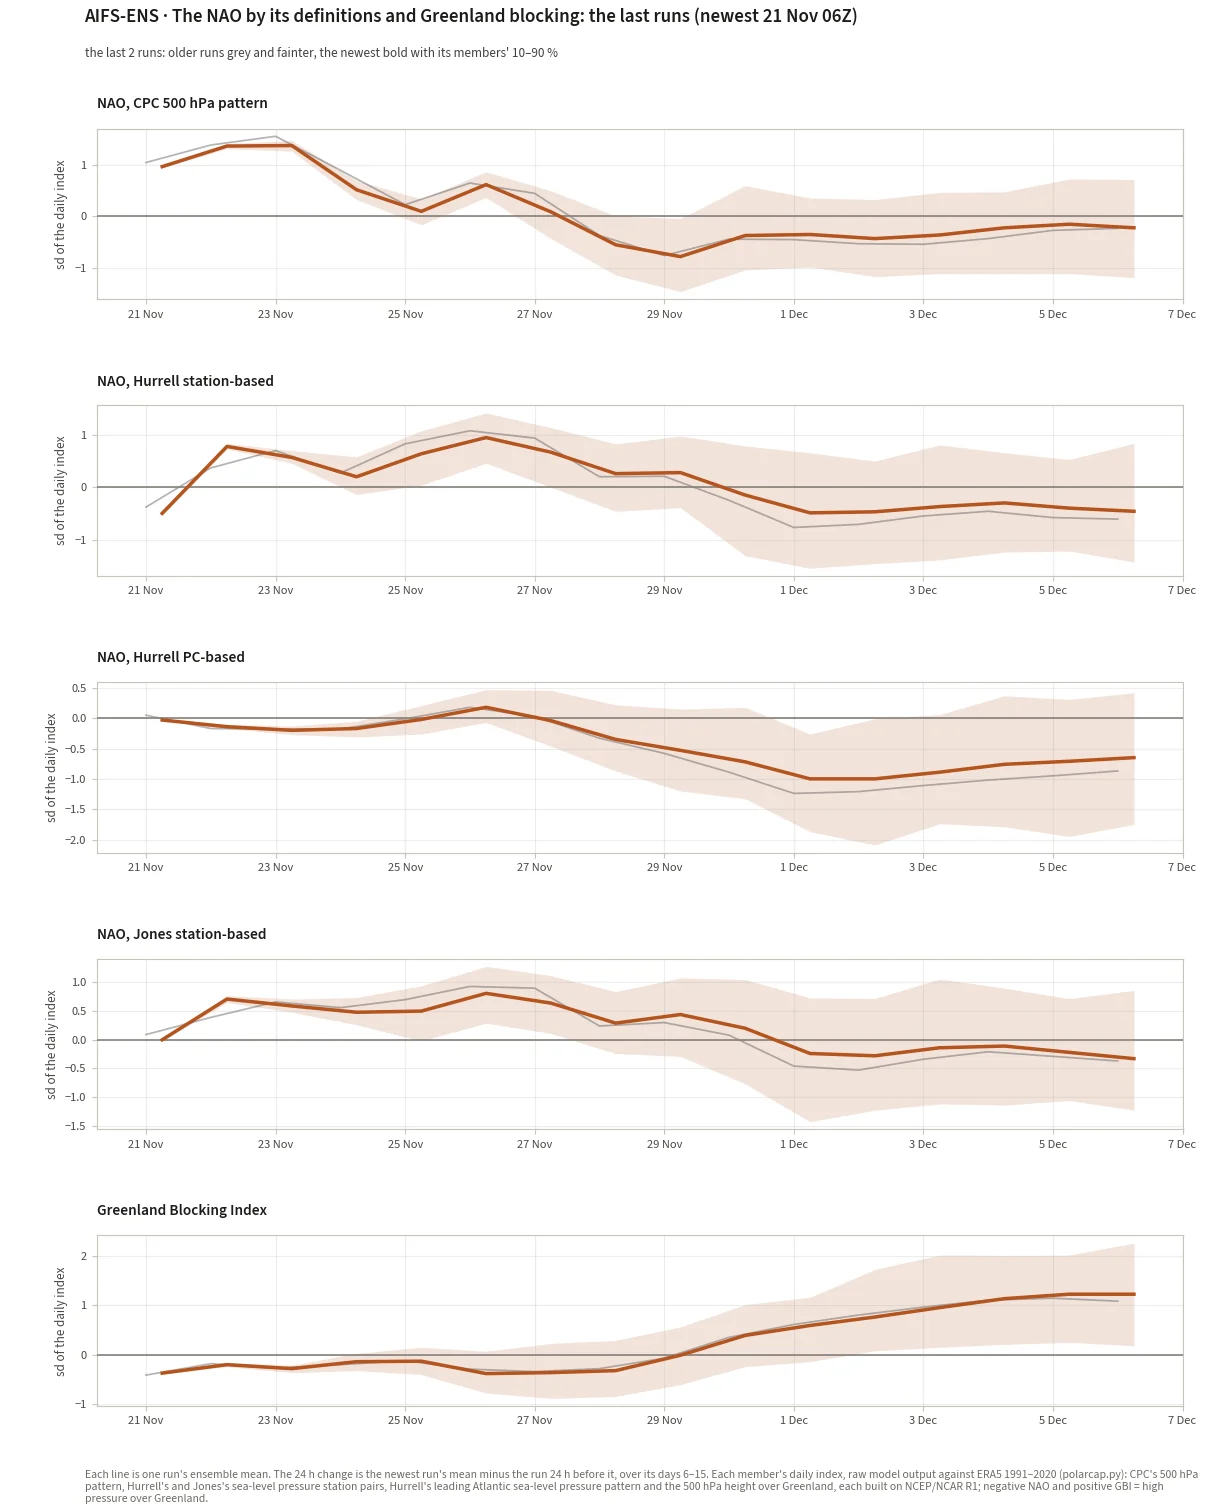 AIFS-ENS · The NAO by its definitions and Greenland blocking: the last runs (newest 21 Nov 06Z)
the last 2 runs: older runs grey and fainter, the newest bold with its members' 10–90 %
NAO, CPC 500 hPa pattern
sd of the daily index
1
0
−1
21 Nov 23 Nov 25 Nov 27 Nov 29 Nov 1 Dec 3 Dec 5 Dec 7 Dec
NAO, Hurrell station-based
sd of the daily index
1
0
−1
21 Nov 23 Nov 25 Nov 27 Nov 29 Nov 1 Dec 3 Dec 5 Dec 7 Dec
NAO, Hurrell PC-based
sd of the daily index
0.5
0.0
−0.5
−1.0
−1.5
−2.0
21 Nov 23 Nov 25 Nov 27 Nov 29 Nov 1 Dec 3 Dec 5 Dec 7 Dec
NAO, Jones station-based
sd of the daily index
1.0
0.5
0.0
−0.5
−1.0
−1.5
21 Nov 23 Nov 25 Nov 27 Nov 29 Nov 1 Dec 3 Dec 5 Dec 7 Dec
Greenland Blocking Index
sd of the daily index
2
1
0
−1
21 Nov 23 Nov 25 Nov 27 Nov 29 Nov 1 Dec 3 Dec 5 Dec 7 Dec
Each line is one run's ensemble mean. The 24 h change is the newest run's mean minus the run 24 h before it, over its days 6–15. Each member's daily index, raw model output against ERA5 1991–2020 (polarcap.py): CPC's 500 hPa
pattern, Hurrell's and Jones's sea-level pressure station pairs, Hurrell's leading Atlantic sea-level pressure pattern and the 500 hPa height over Greenland, each built on NCEP/NCAR R1; negative NAO and positive GBI = high
pressure over Greenland.